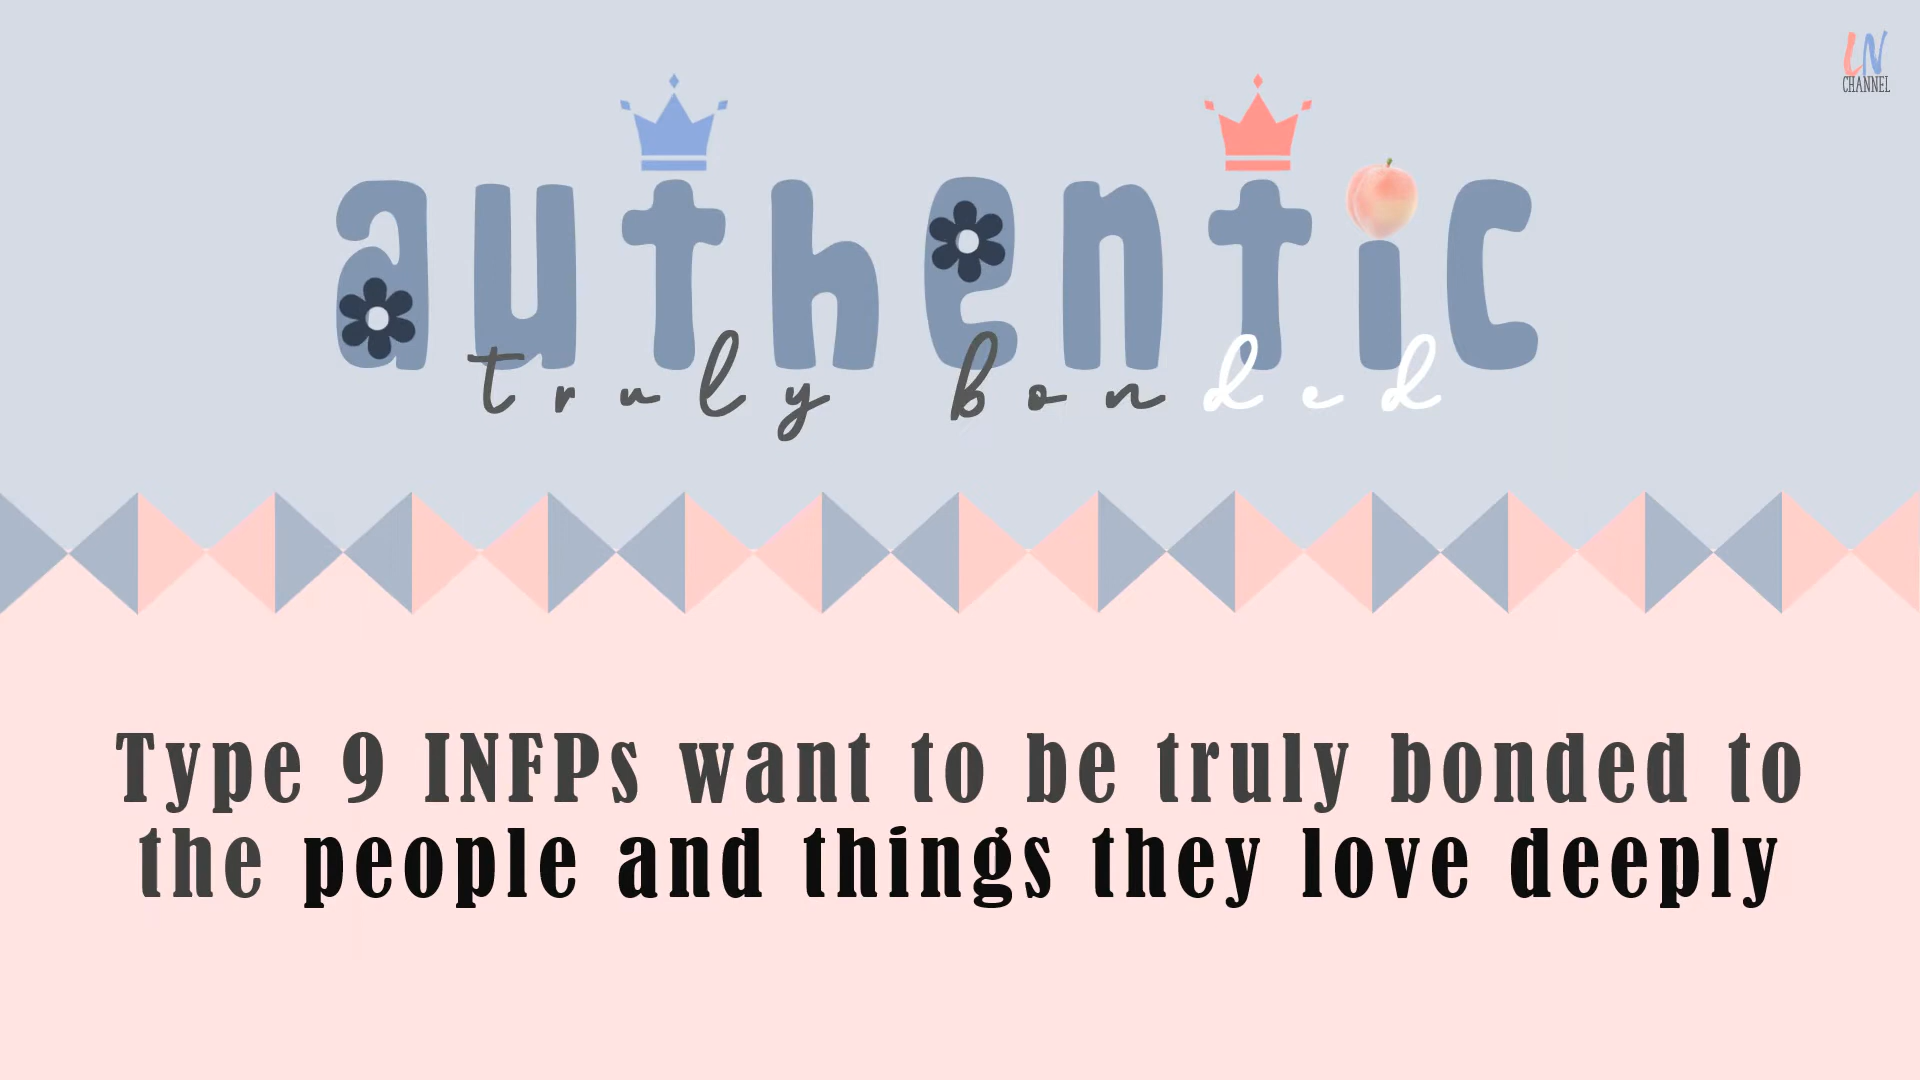 LN
CHANNEL
authentic
truly bonded
Type 9 INFPs want to be truly bonded to
the people and things they love deeply